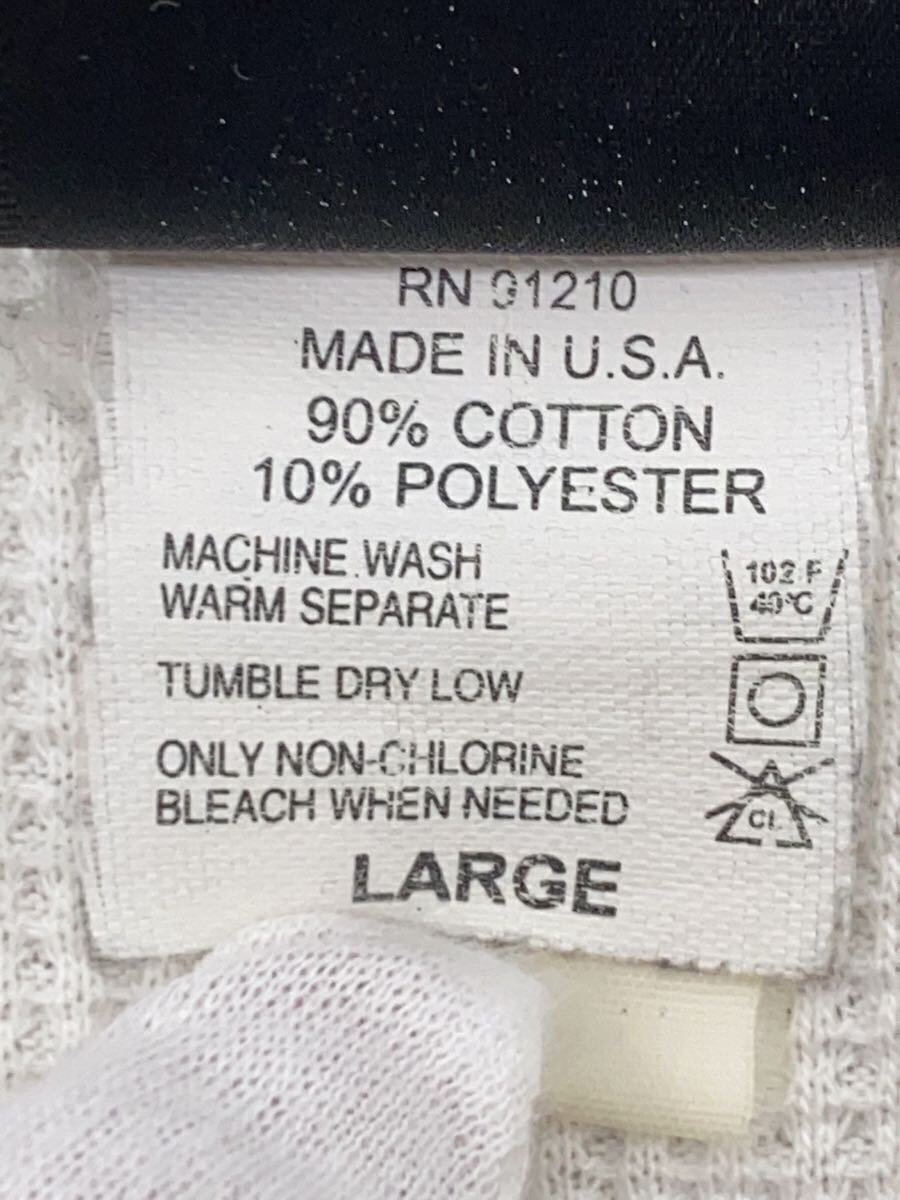 RN 91210
MADE IN U.S.A.
90% COTTON
10% POLYESTER
MACHINE WASH
WARM SEPARATE
102 F
40°C
TUMBLE DRY LOW
ONLY NON-CHLORINE
BLEACH WHEN NEEDED
CL
LARGE